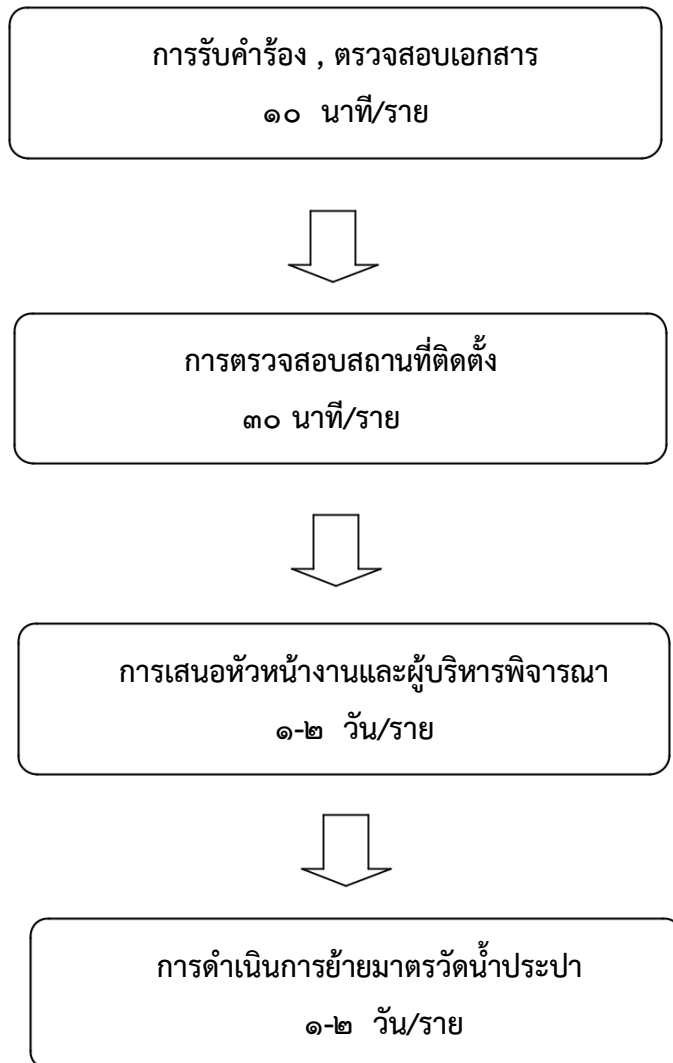 การรับคำร้อง , ตรวจสอบเอกสาร
๑๐ นาที/ราย
การตรวจสอบสถานที่ติดตั้ง
๓๐ นาที/ราย
การเสนอหัวหน้างานและผู้บริหารพิจารณา
๑-๒ วัน/ราย
การดำเนินการย้ายมาตรวัดน้ำประปา
๑-๒ วัน/ราย